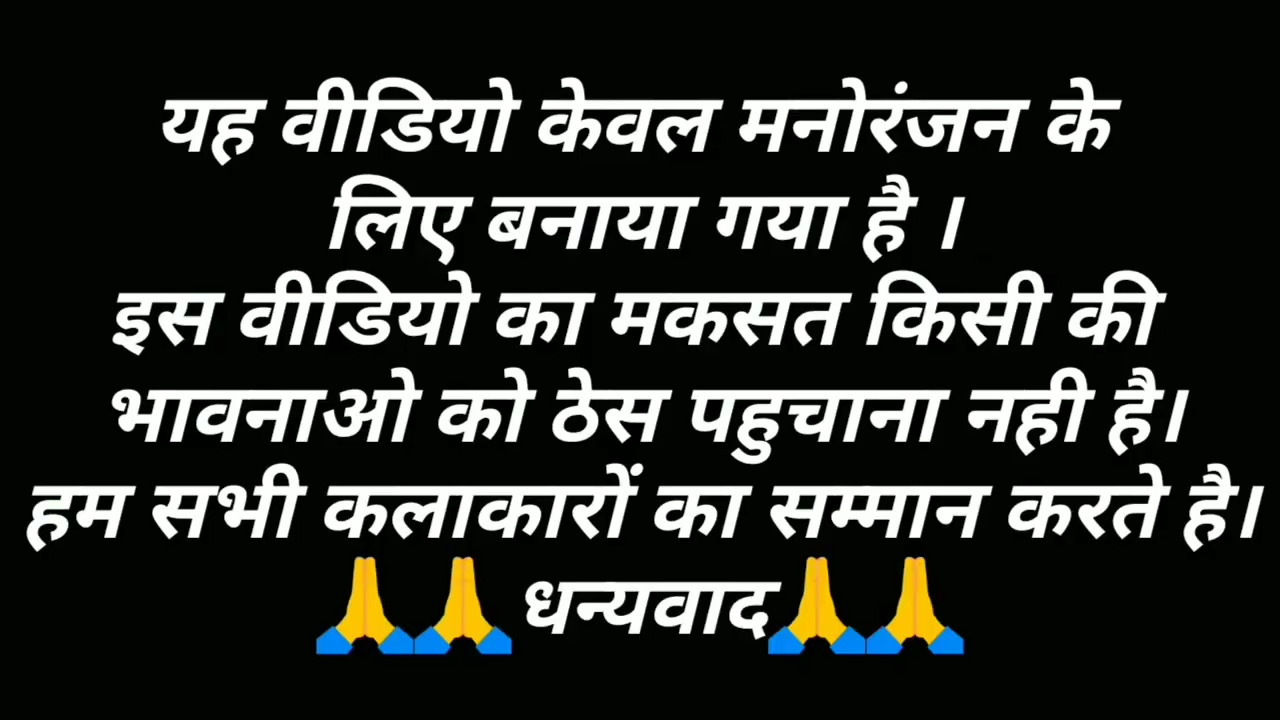 यह वीडियो केवल मनोरंजन के
लिए बनाया गया है ।
इस वीडियो का मकसत किसी की
भावनाओ को ठेस पहुचाना नही है।
हम सभी कलाकारों का सम्मान करते है।
🙏🙏 धन्यवाद🙏🙏